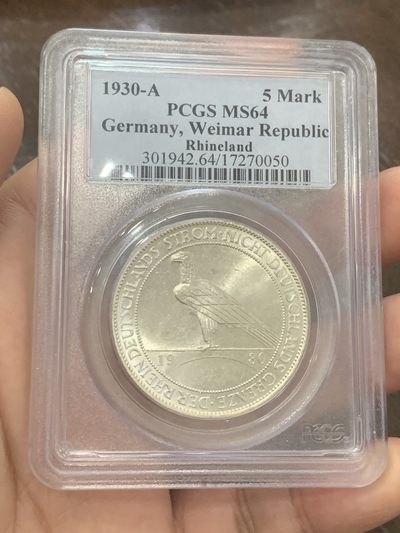 1930-A 5 Mark
PCGS MS64
Germany, Weimar Republic
Rhineland
301942.64/17270050
DER RHEIN DEUTSCHLANDS STROM · NICHT DEUTSCHLANDS GRENZE ·
19 30
PCGS